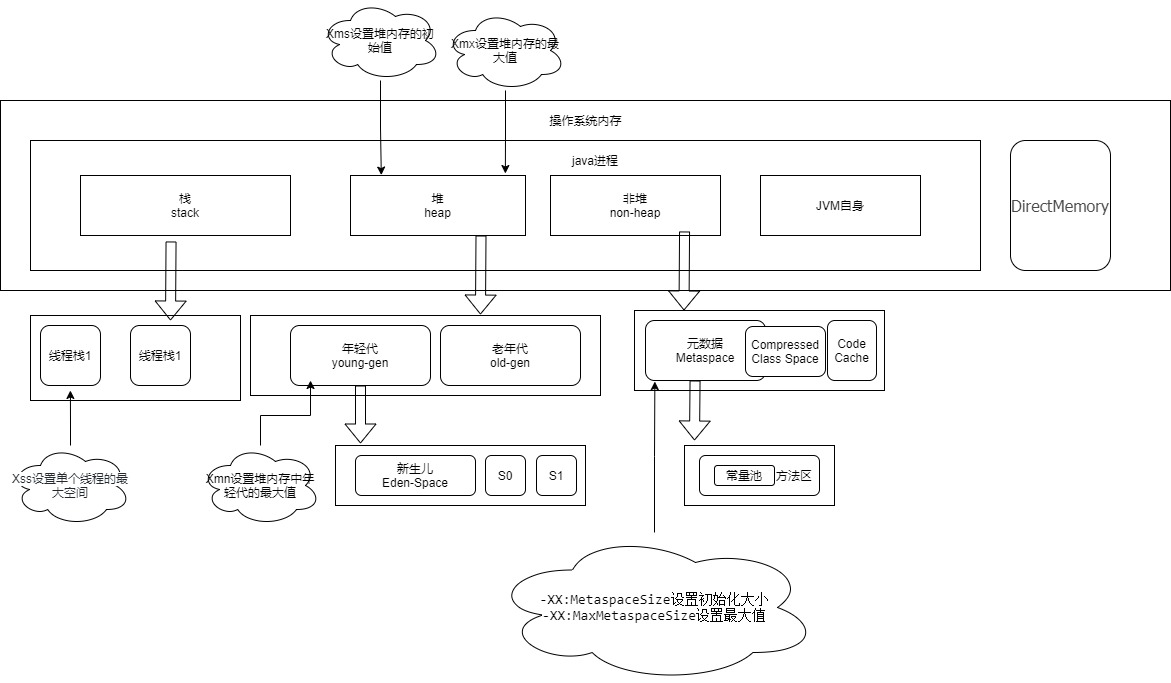 Xms设置堆内存的初
始值
Xmx设置堆内存的最
大值
操作系统内存
java进程
栈
stack
堆
heap
非堆
non-heap
JVM自身
DirectMemory
线程栈1
线程栈1
年轻代
young-gen
老年代
old-gen
元数据
Metaspace
Compressed
Class Space
Code
Cache
Xss设置单个线程的最
大空间
Xmn设置堆内存中年
轻代的最大值
新生儿
Eden-Space
S0
S1
常量池
方法区
-XX:MetaspaceSize设置初始化大小
-XX:MaxMetaspaceSize设置最大值